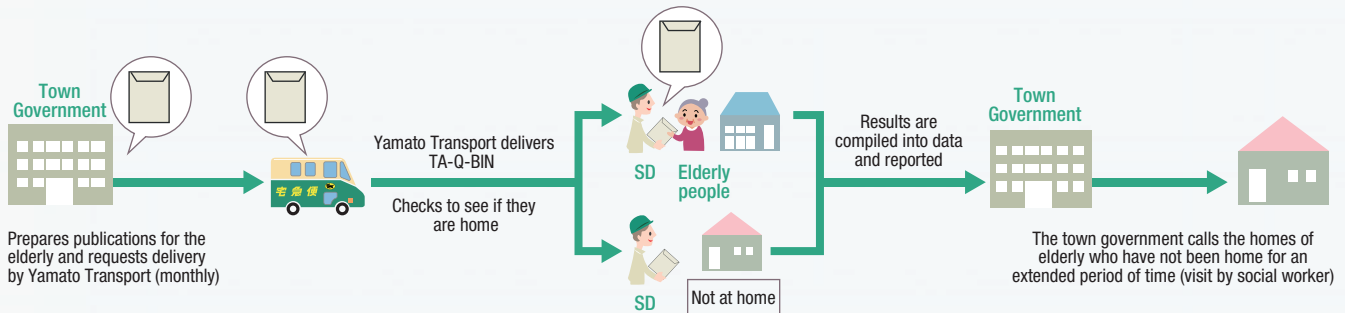 Town
Government
Prepares publications for the
elderly and requests delivery
by Yamato Transport (monthly)
宅急便
Yamato Transport delivers
TA-Q-BIN
Checks to see if they
are home
SD
Elderly
people
SD
Not at home
Results are
compiled into data
and reported
Town
Government
The town government calls the homes of
elderly who have not been home for an
extended period of time (visit by social worker)